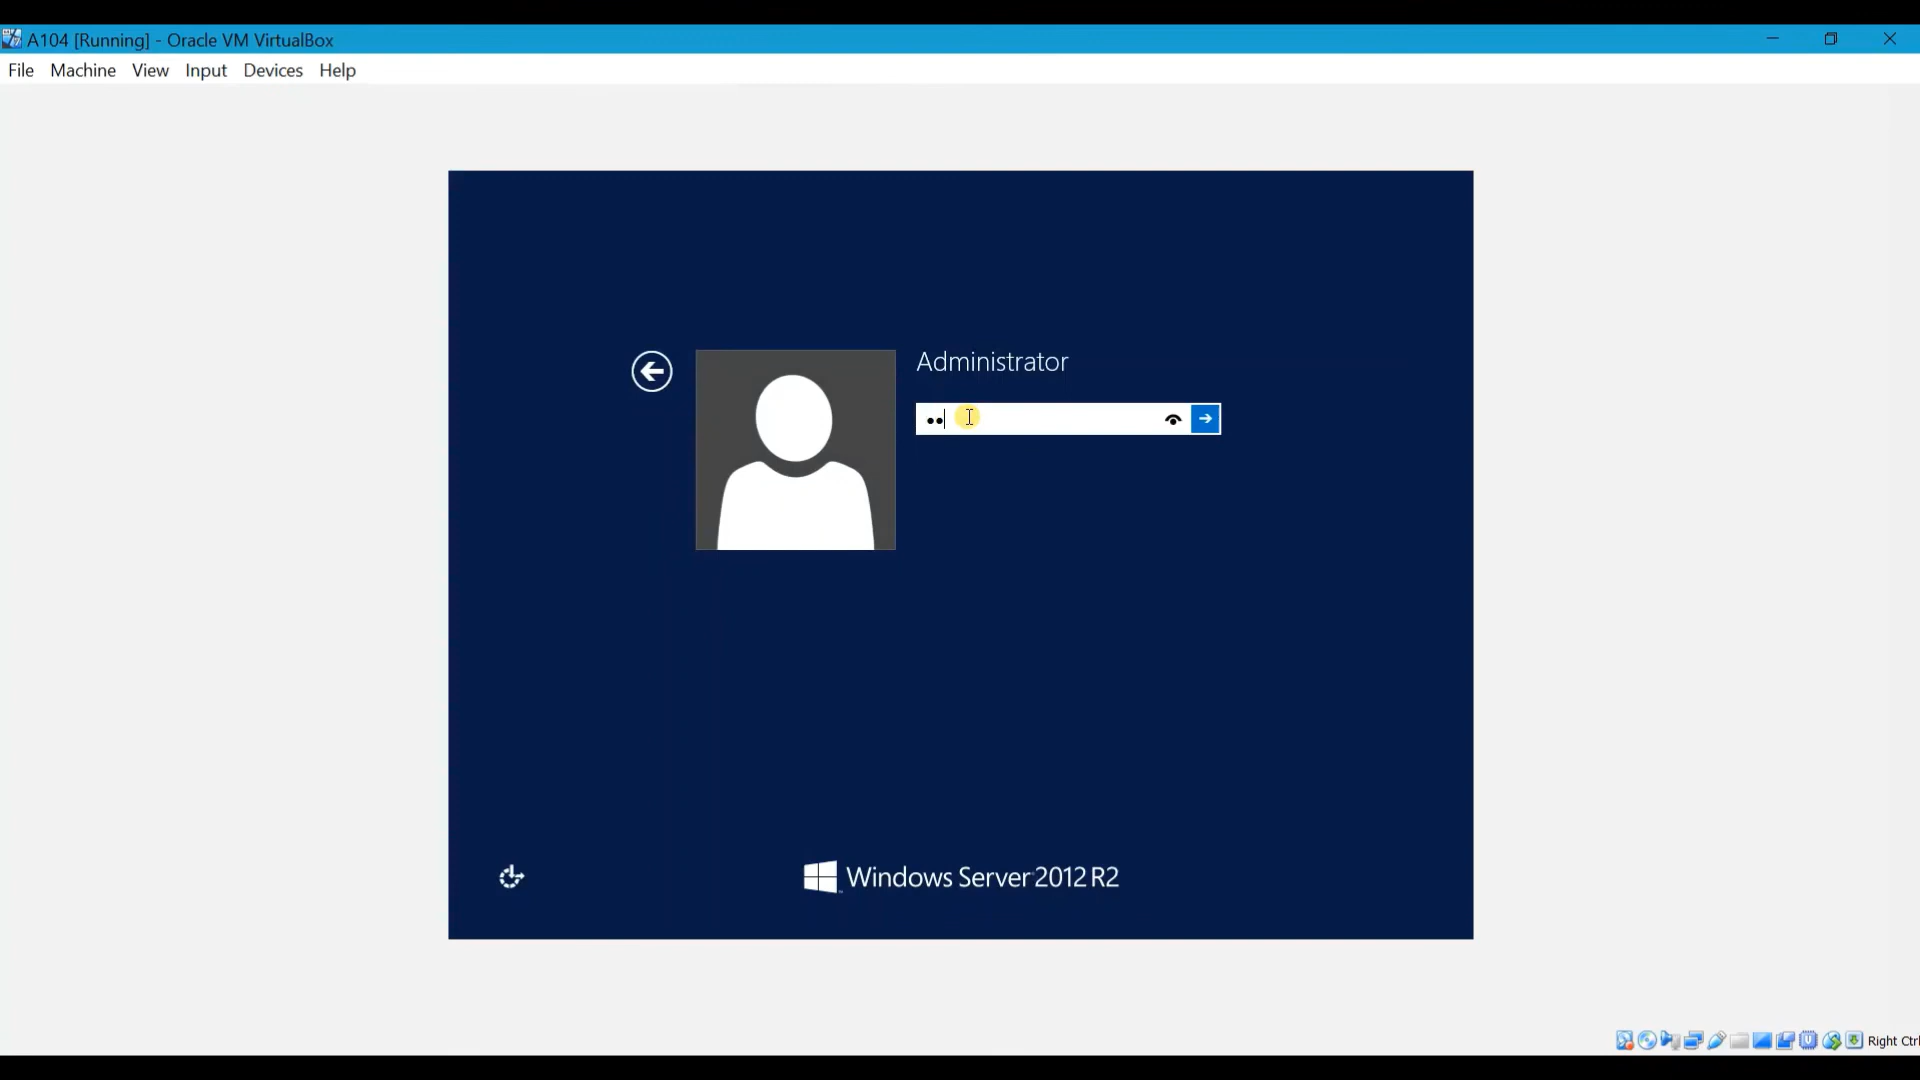 A104 [Running] - Oracle VM VirtualBox
File Machine View Input Devices Help
Administrator
Windows Server 2012 R2
Right Ctrl